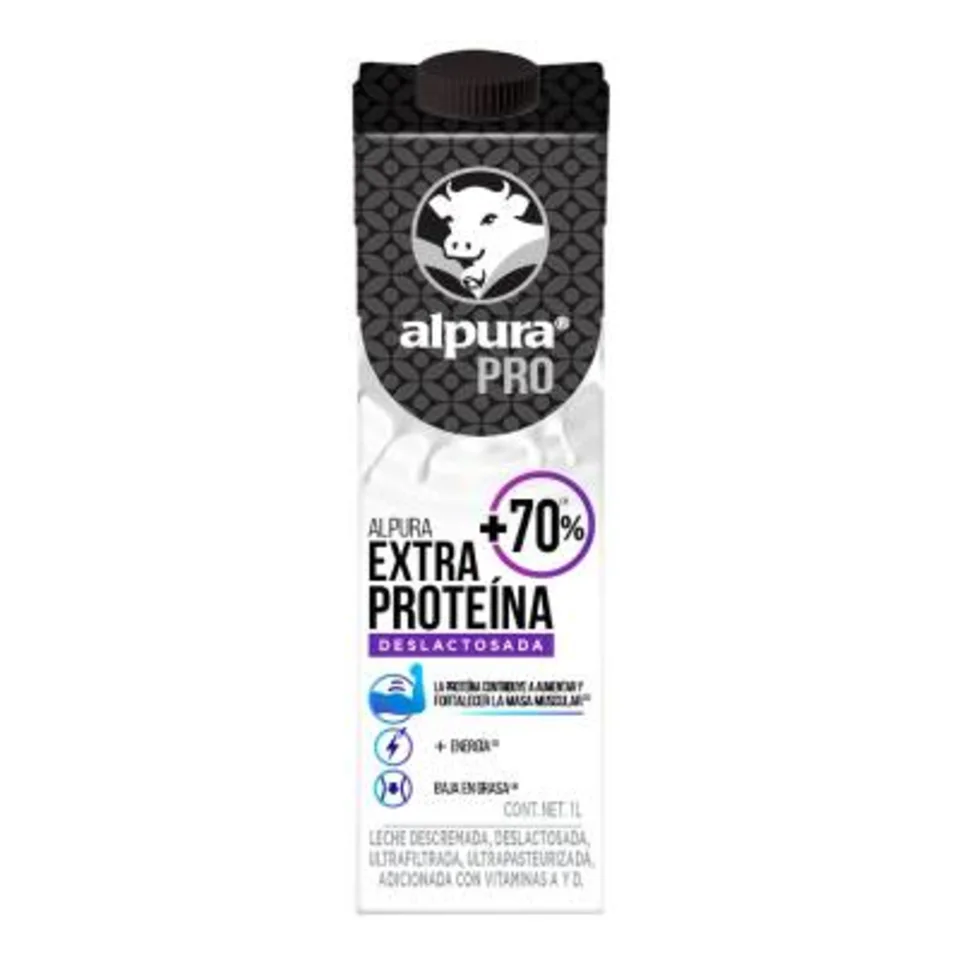 alpura®
PRO
+70%
ALPURA
EXTRA
PROTEÍNA
DESLACTOSADA
LA PROTEÍNA CONTRIBUYE A AUMENTAR Y
FORTALECER LA MASA MUSCULAR
+ ENERGÍA
BAJA EN GRASA
CONT. NET. 1L
LECHE DESCREMADA, DESLACTOSADA,
ULTRAFILTRADA, ULTRAPASTEURIZADA,
ADICIONADA CON VITAMINAS A Y D.